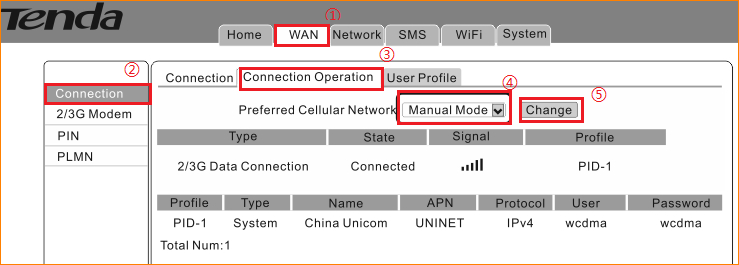 Tenda
①
Home WAN Network SMS WiFi System
② ③
Connection
2/3G Modem
PIN
PLMN
Connection Connection Operation User Profile
④ ⑤
Preferred Cellular Network Manual Mode Change
Type State Signal Profile
2/3G Data Connection Connected PID-1
Profile Type Name APN Protocol User Password
PID-1 System China Unicom UNINET IPv4 wcdma wcdma
Total Num:1